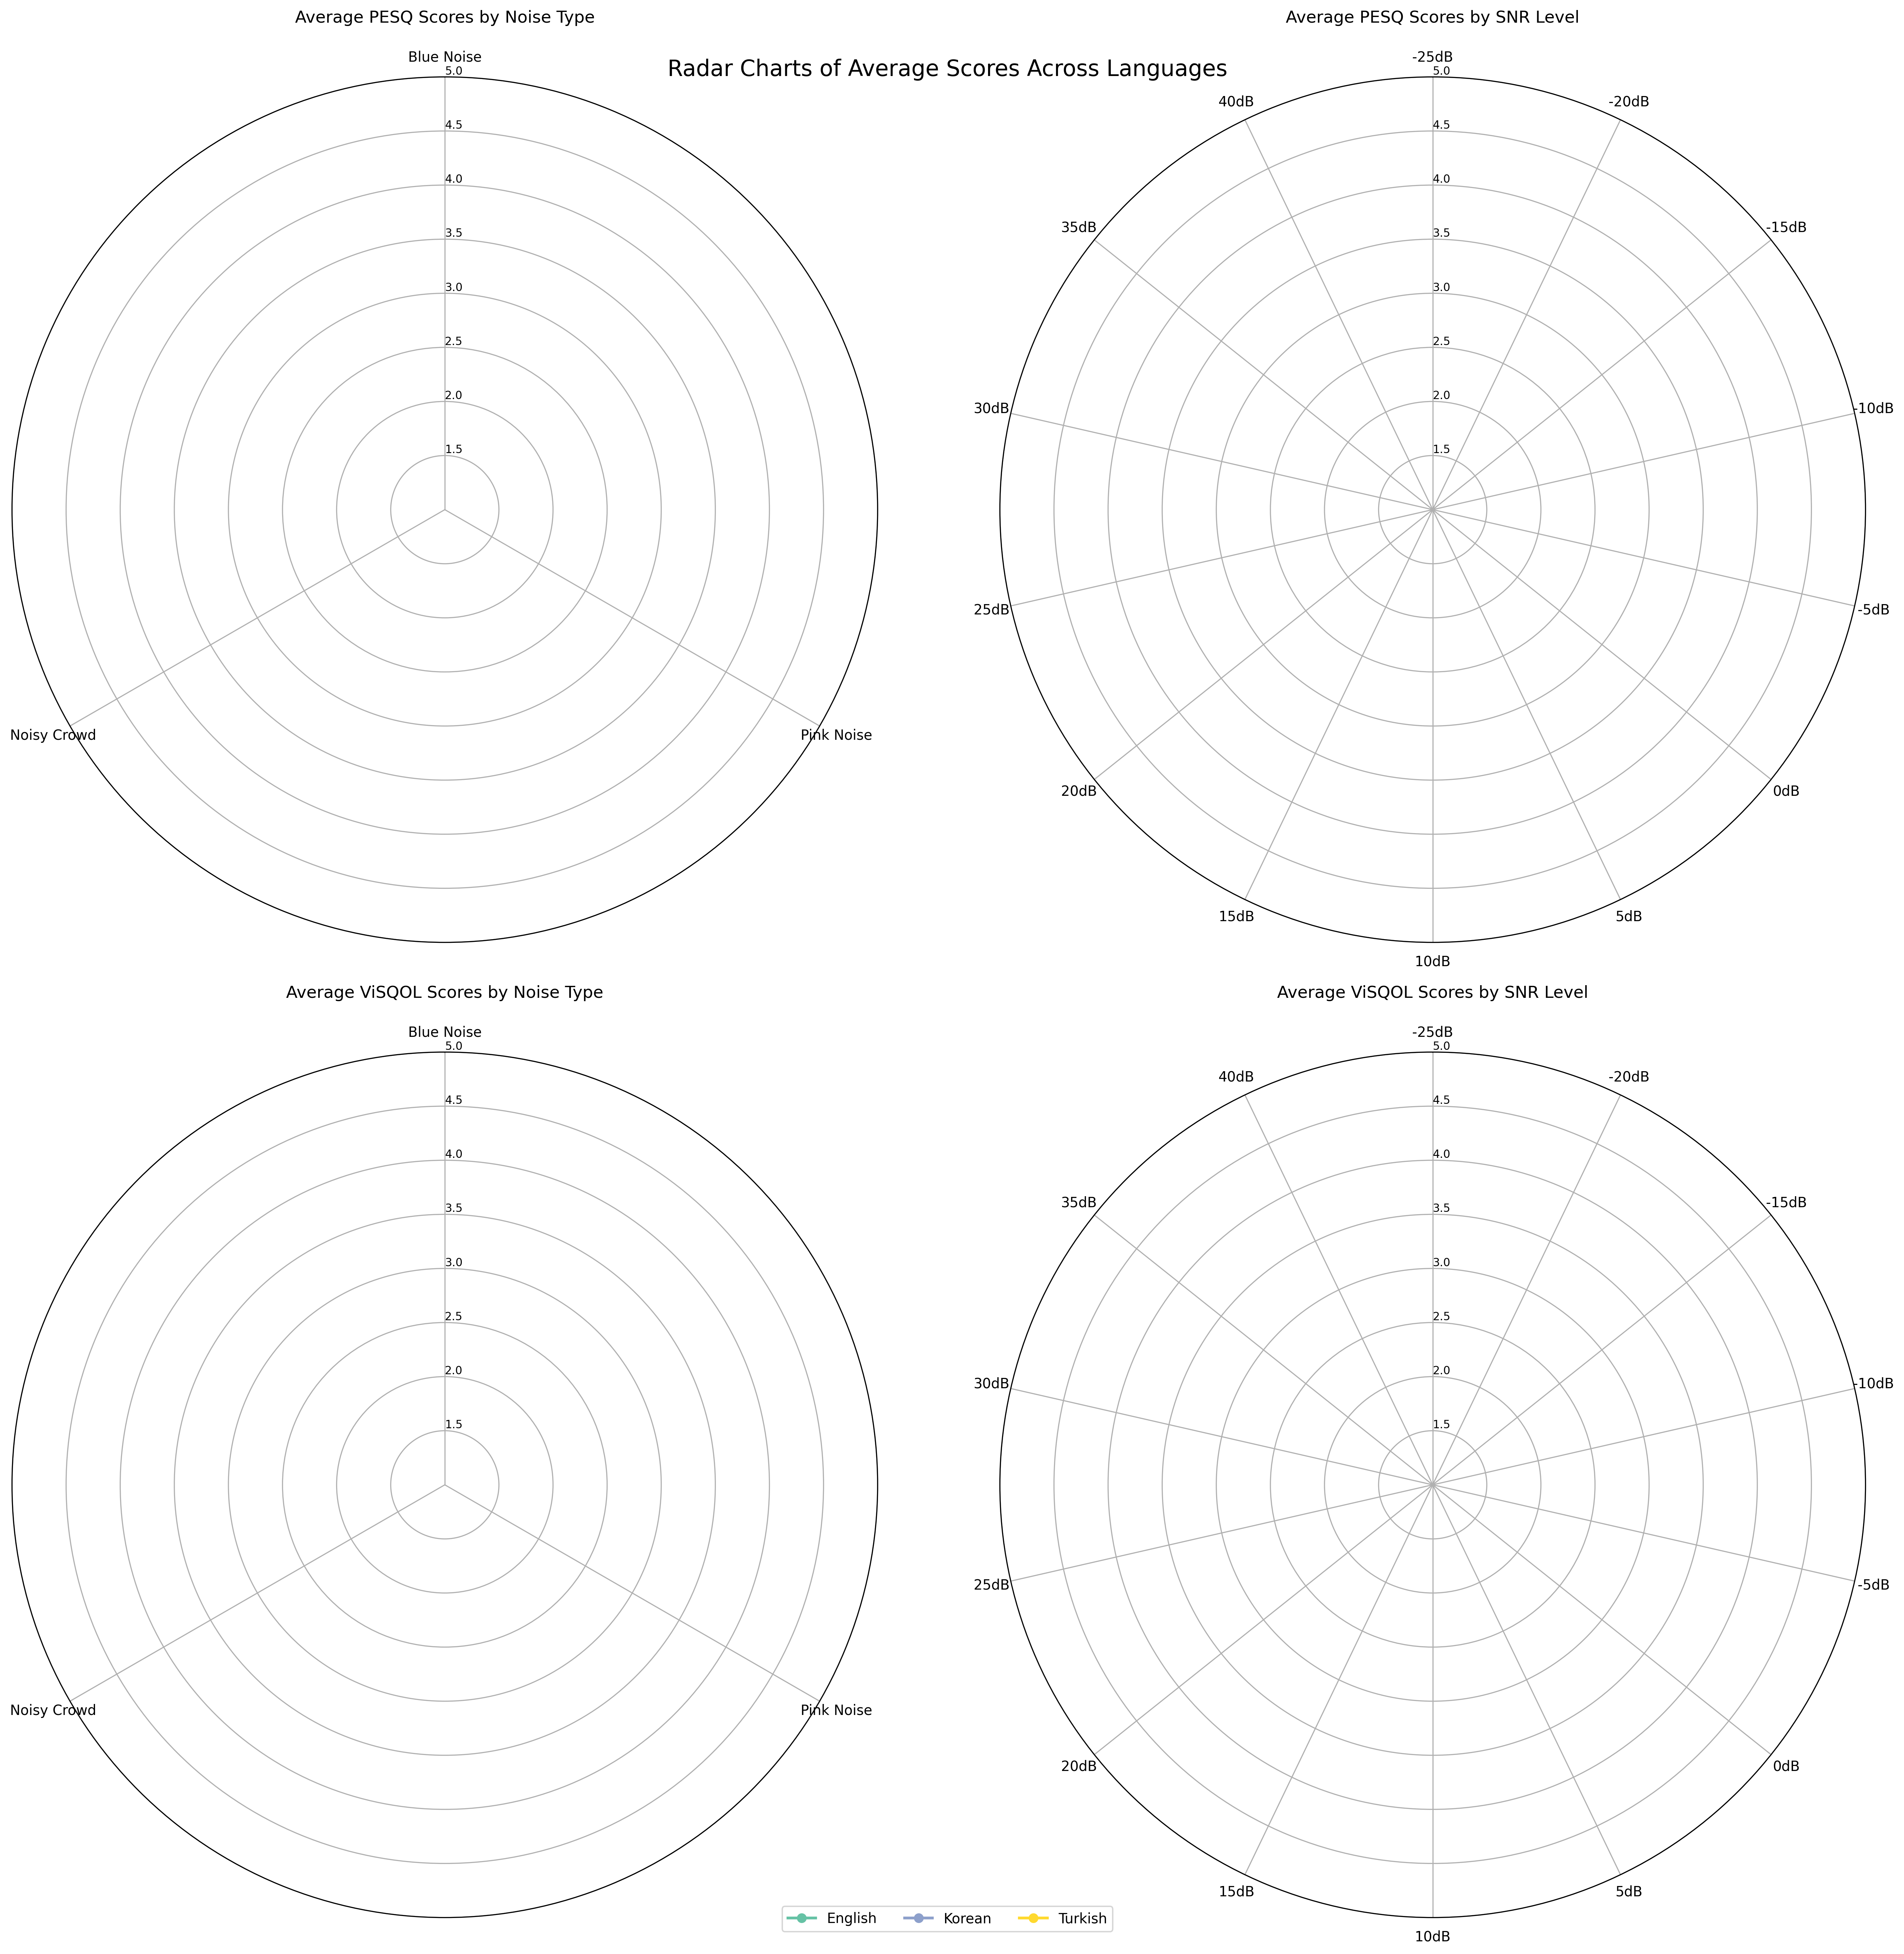 Average PESQ Scores by Noise Type
Average PESQ Scores by SNR Level
Radar Charts of Average Scores Across Languages
Blue Noise
5.0
4.5
4.0
3.5
3.0
2.5
2.0
1.5
Noisy Crowd
Pink Noise
-25dB
5.0
40dB
-20dB
4.5
4.0
35dB
-15dB
3.5
3.0
2.5
30dB
-10dB
2.0
1.5
25dB
-5dB
20dB
0dB
15dB
5dB
10dB
Average ViSQOL Scores by Noise Type
Blue Noise
5.0
4.5
4.0
3.5
3.0
2.5
2.0
1.5
Noisy Crowd
Pink Noise
Average ViSQOL Scores by SNR Level
-25dB
5.0
40dB
-20dB
4.5
4.0
35dB
-15dB
3.5
3.0
2.5
30dB
-10dB
2.0
1.5
25dB
-5dB
20dB
0dB
15dB
5dB
10dB
English Korean Turkish